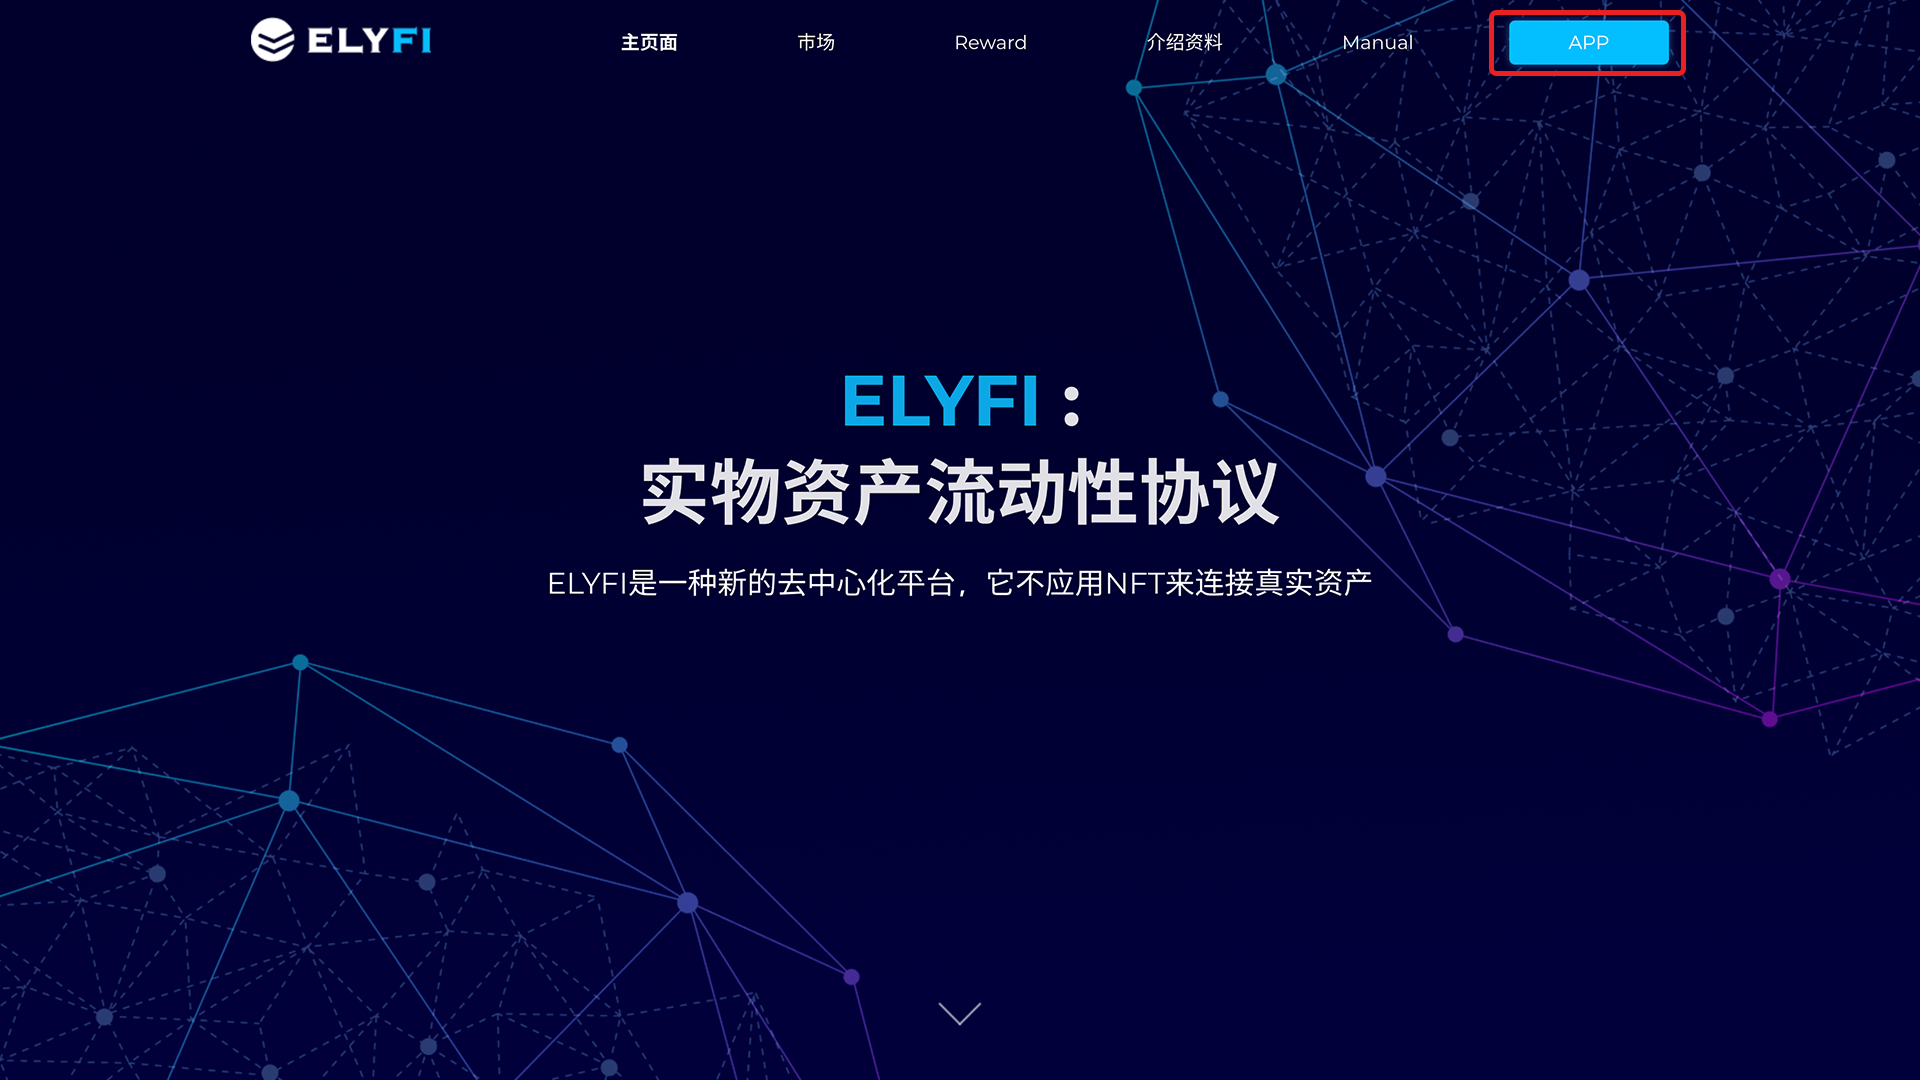 ELYFI
主页面
市场
Reward
介绍资料
Manual
APP
ELYFI：
实物资产流动性协议
ELYFI是一种新的去中心化平台，它不应用NFT来连接真实资产